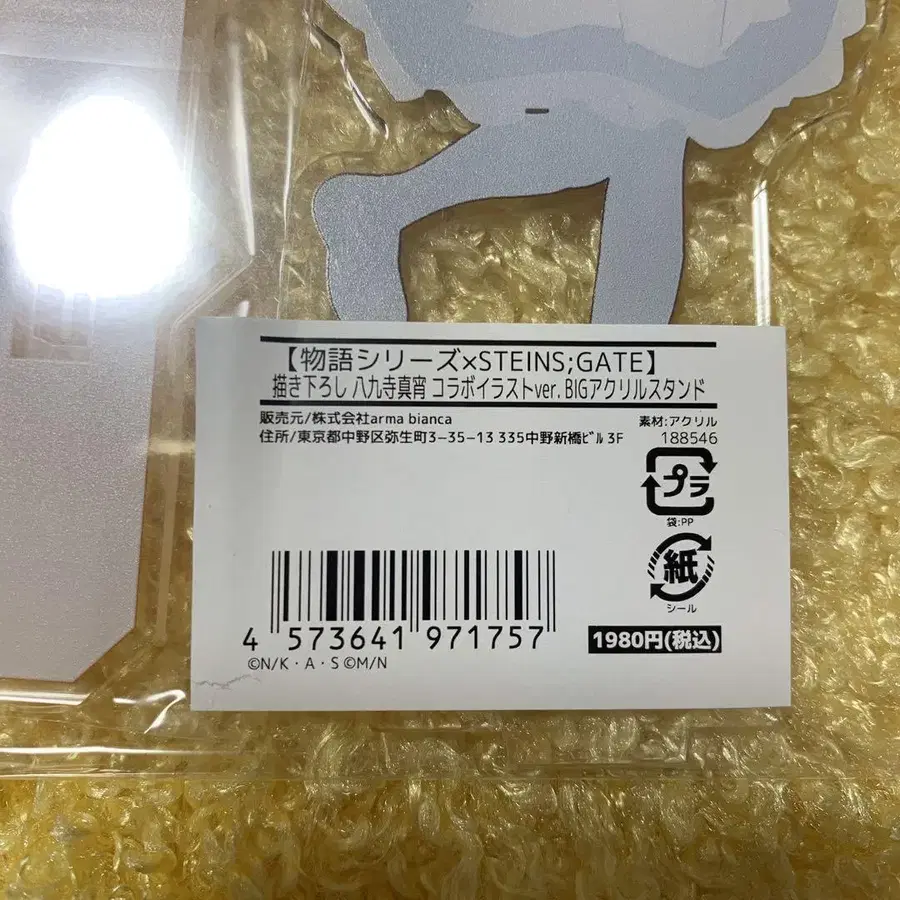 【物語シリーズ×STEINS;GATE】
描き下ろし 八九寺真宵 コラボイラストver. BIGアクリルスタンド
販売元/株式会社arma bianca
住所/東京都中野区弥生町3-35-13 335中野新橋ﾋﾞﾙ 3F
素材:アクリル
188546
プラ
袋:PP
紙
シール
4 573641 971757
1980円(税込)
©N/K・A・S ©M/N